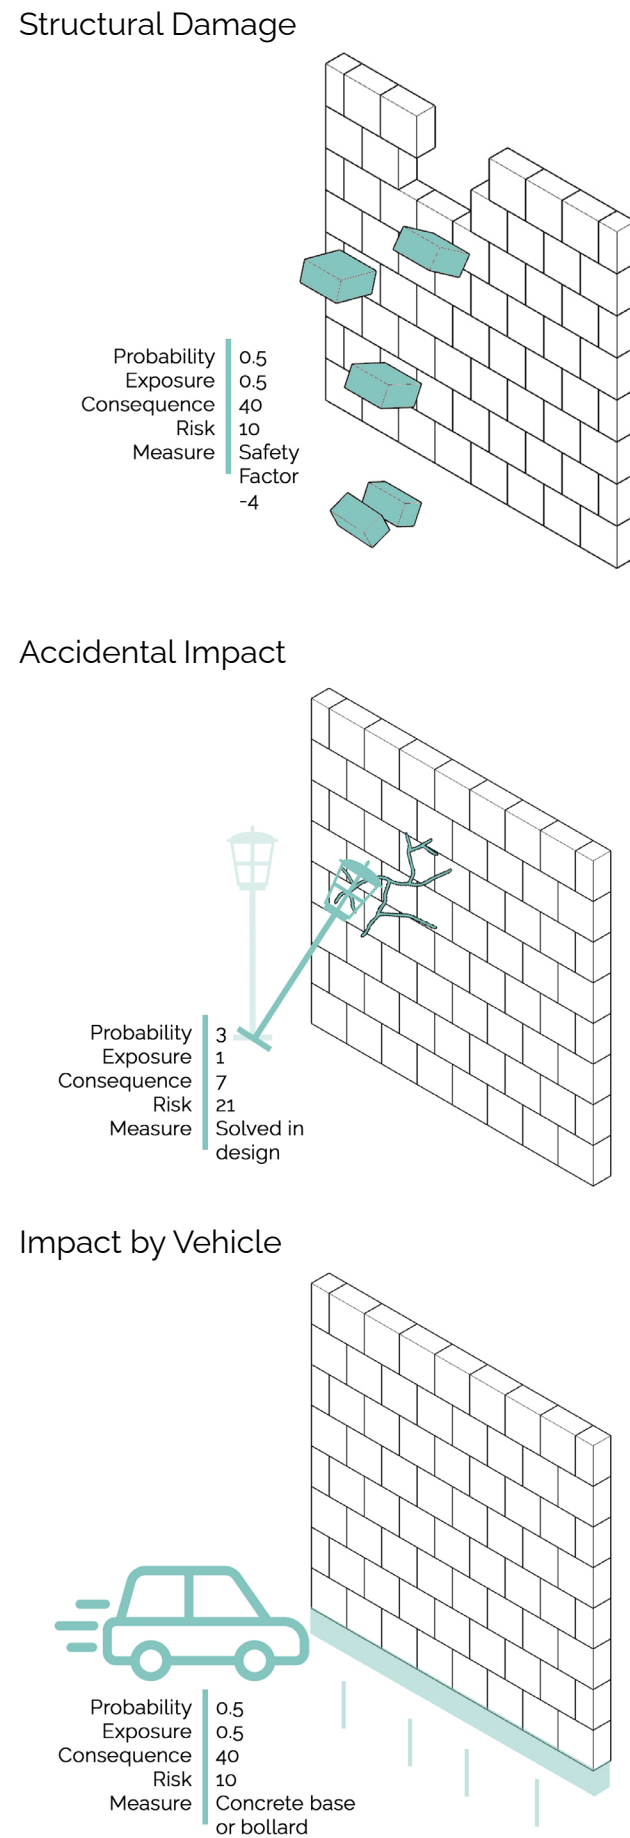 Structural Damage
Probability 0.5
Exposure 0.5
Consequence 40
Risk 10
Measure Safety
Factor
-4
Accidental Impact
Probability 3
Exposure 1
Consequence 7
Risk 21
Measure Solved in
design
Impact by Vehicle
Probability 0.5
Exposure 0.5
Consequence 40
Risk 10
Measure Concrete base
or bollard